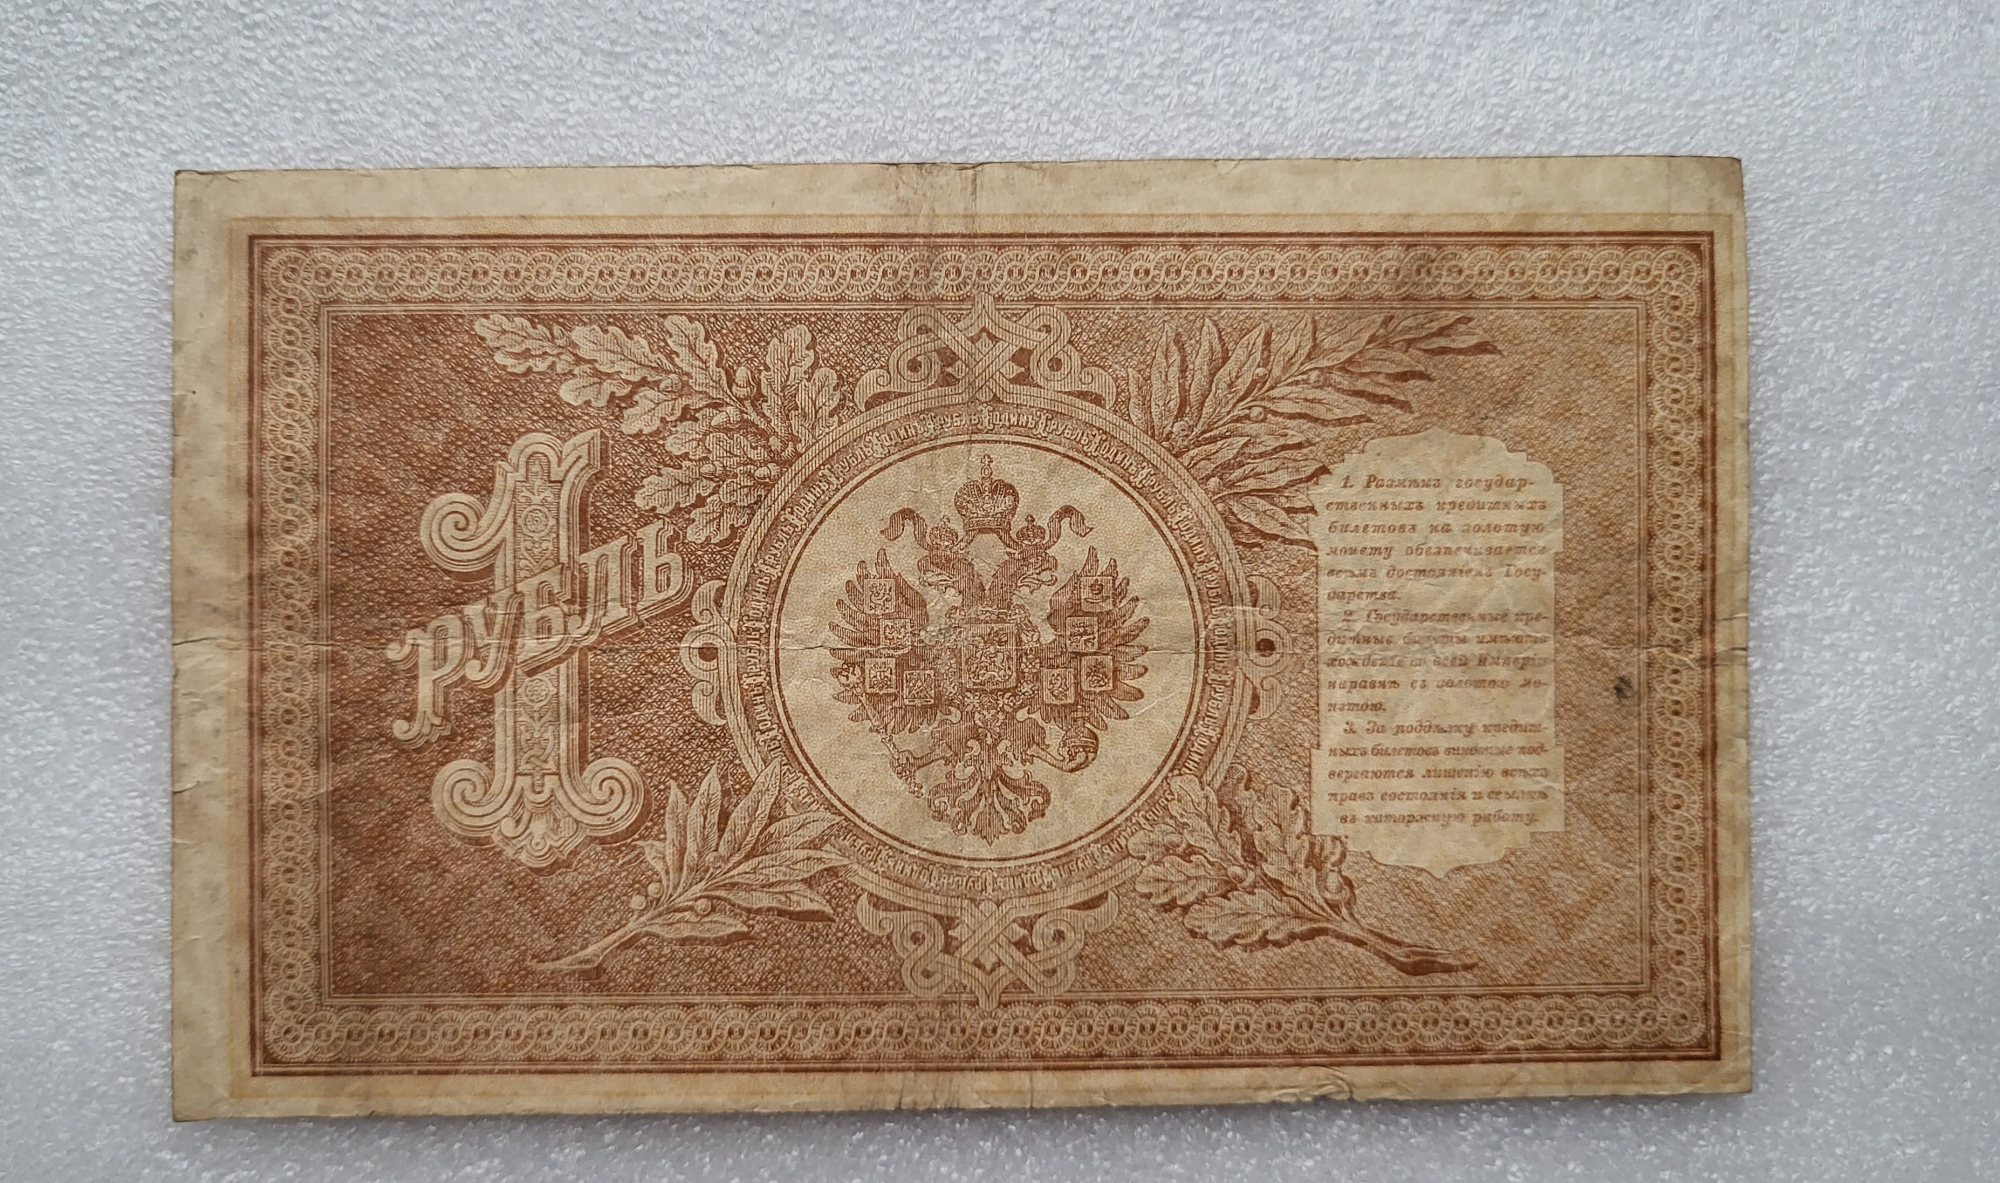 1
РУБЛЬ
1. Размѣнъ государ-
ственныхъ кредитныхъ
билетовъ на золотую
монету обезпечивается
всѣмъ достояніемъ Госу-
дарства.
2. Государственные кре-
дитные билеты имѣютъ
хожденіе во всей Имперіи
наравнѣ съ золотою мо-
нетою.
3. За поддѣлку кредит-
ныхъ билетовъ виновные под-
вергаются лишенію всѣхъ
правъ состоянія и ссылкѣ
въ каторжную работу.